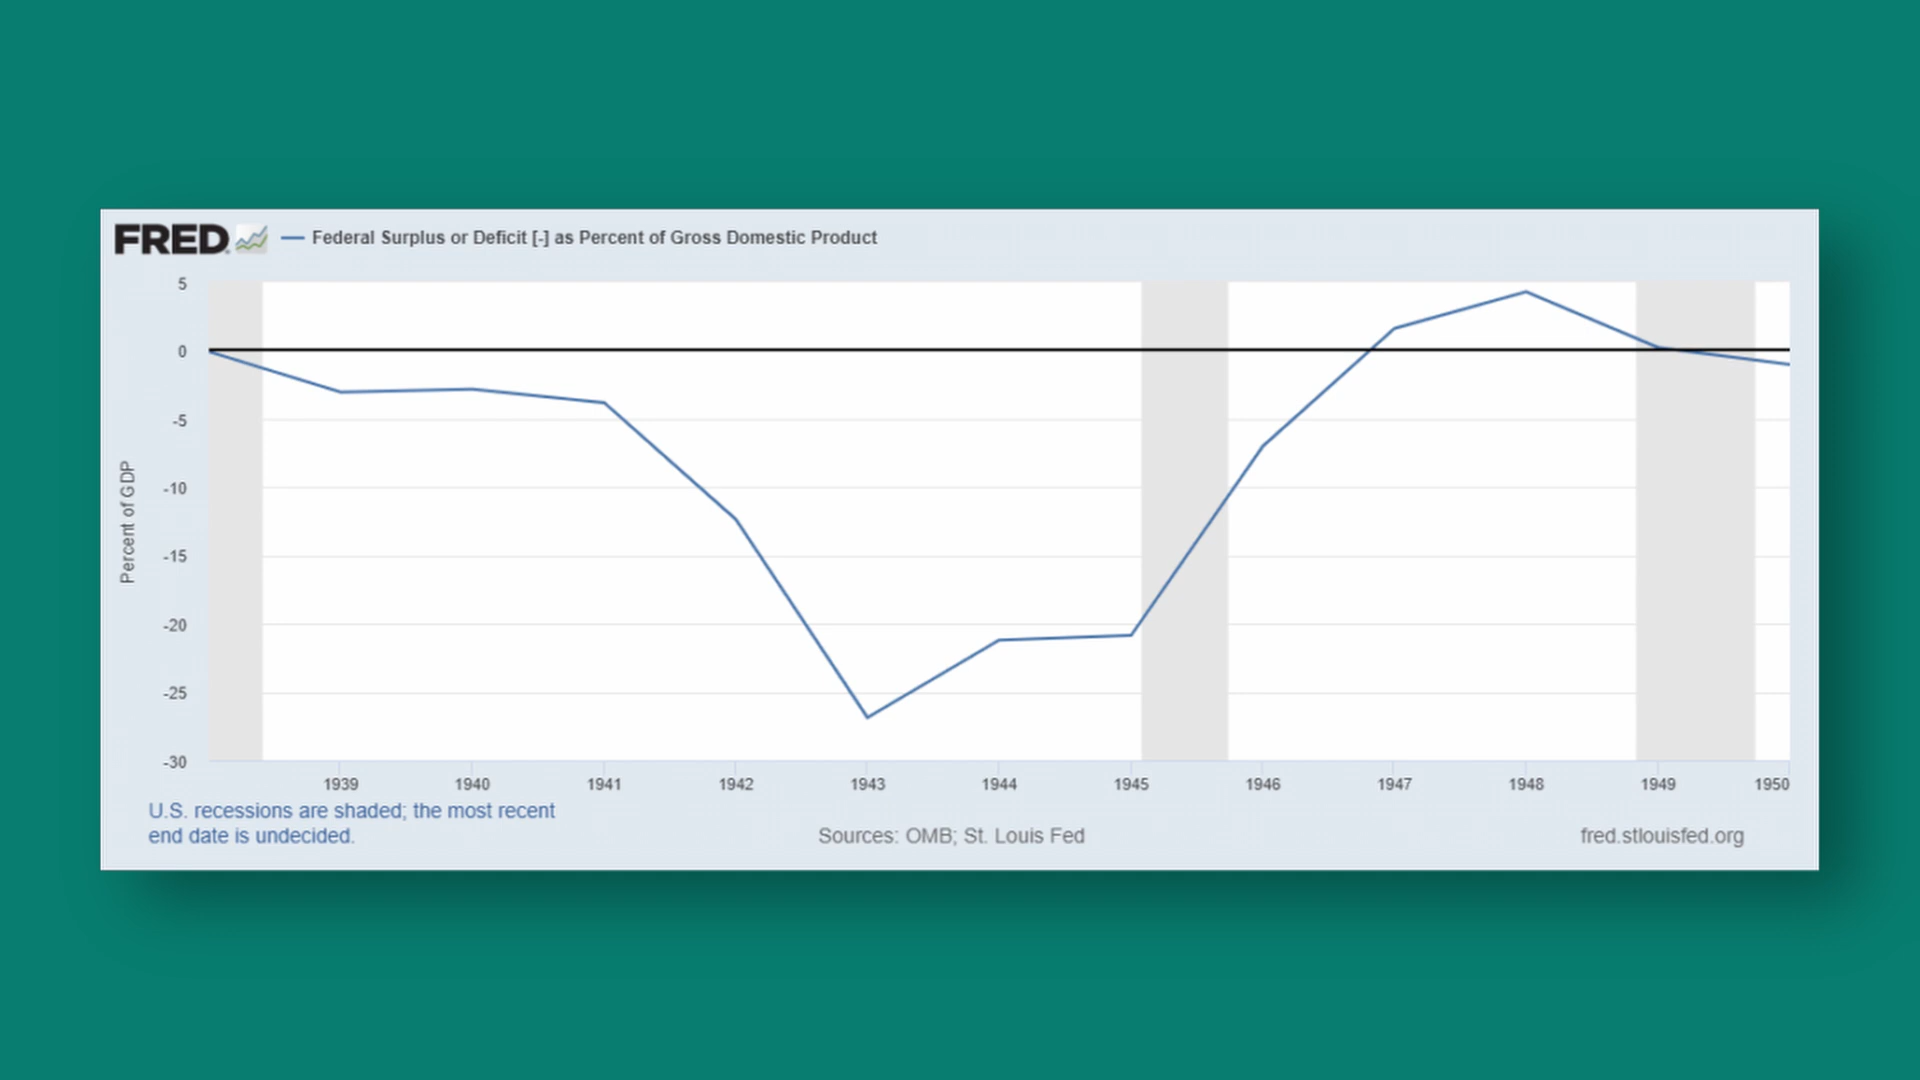 FRED
Federal Surplus or Deficit [-] as Percent of Gross Domestic Product
Percent of GDP
5
0
-5
-10
-15
-20
-25
-30
1939 1940 1941 1942 1943 1944 1945 1946 1947 1948 1949 1950
U.S. recessions are shaded; the most recent
end date is undecided.
Sources: OMB; St. Louis Fed
fred.stlouisfed.org